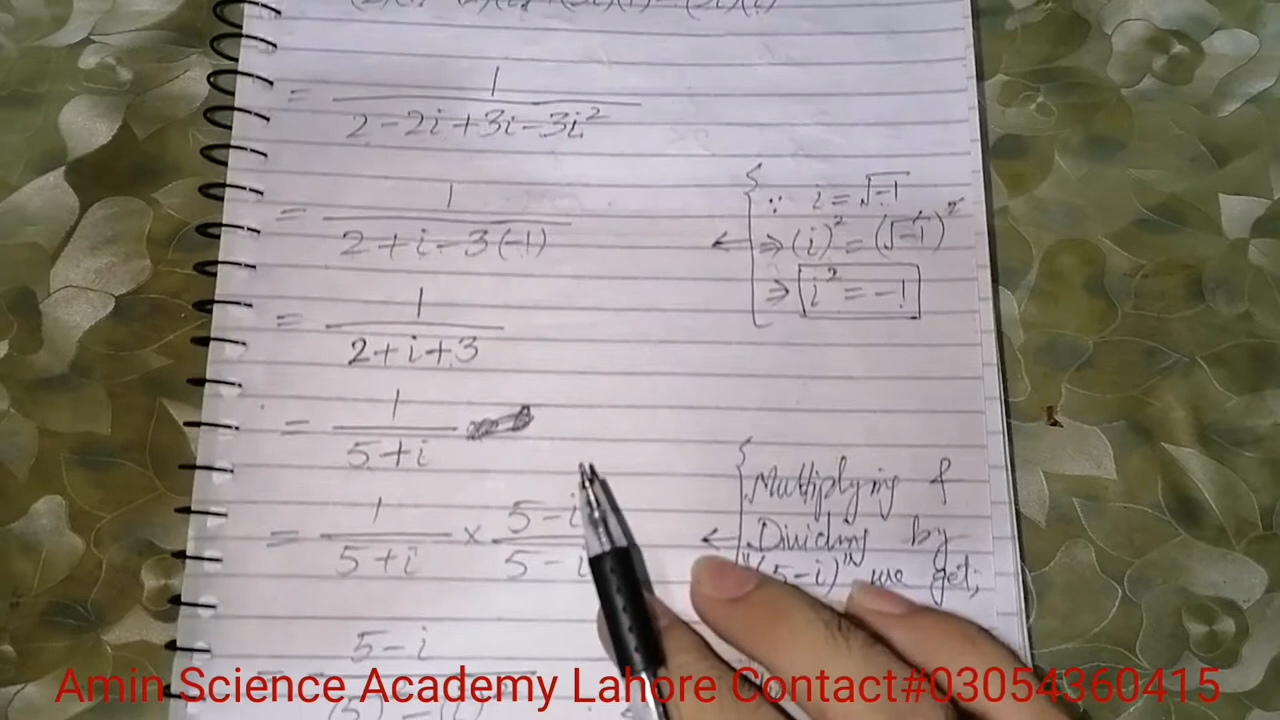 = 1 / 2-2i+3i-3i²
= 1 / 2+i-3(-1)
∵ i = √-1
⇒ (i)² = (√-1)²
⇒ i² = -1
= 1 / 2+i+3
= 1 / 5+i
= 1 / 5+i × 5-i / 5-i
Multiplying &
Dividing by
"(5-i)" we get;
5-i
Amin Science Academy Lahore Contact#03054360415